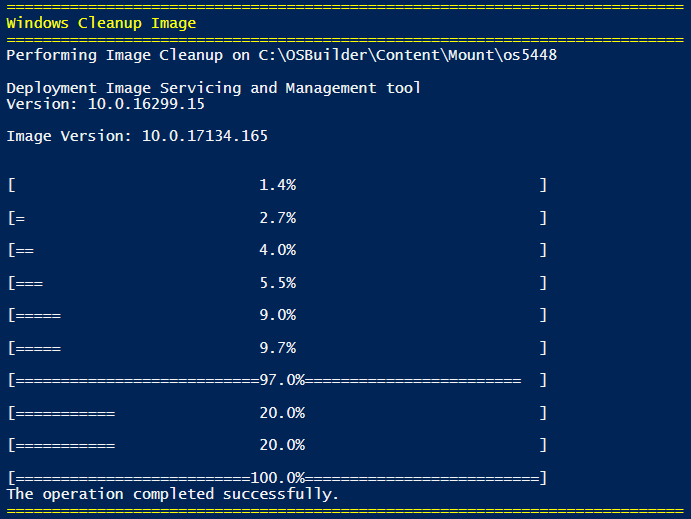 ===========================================================================
Windows Cleanup Image
===========================================================================
Performing Image Cleanup on C:\OSBuilder\Content\Mount\os5448
Deployment Image Servicing and Management tool
Version: 10.0.16299.15
Image Version: 10.0.17134.165
[                           1.4%                           ]
[=                          2.7%                           ]
[==                         4.0%                           ]
[===                        5.5%                           ]
[=====                      9.0%                           ]
[=====                      9.7%                           ]
[===========================97.0%========================  ]
[===========                20.0%                          ]
[===========                20.0%                          ]
[==========================100.0%==========================]
The operation completed successfully.
===========================================================================